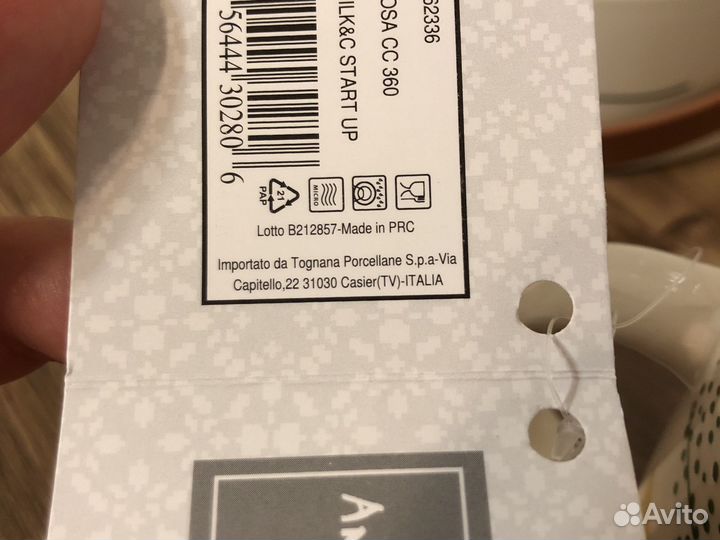 62336
OSA CC 360
ILK&C START UP
56444 30280 6
21
PAP
MICRO
Lotto B212857-Made in PRC
Importato da Tognana Porcellane S.p.a-Via
Capitello,22 31030 Casier(TV)-ITALIA
AN
Avito